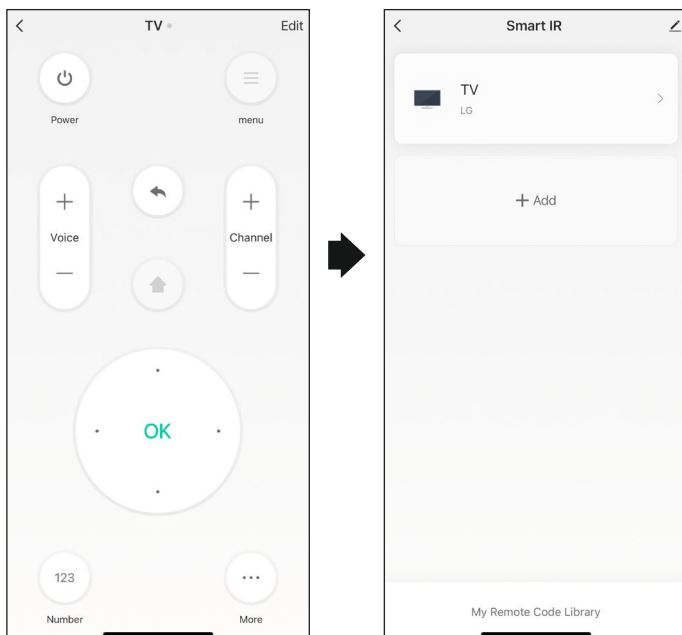 TV
Edit
Power
menu
Voice
Channel
OK
123
Number
More
Smart IR
TV
LG
+ Add
My Remote Code Library